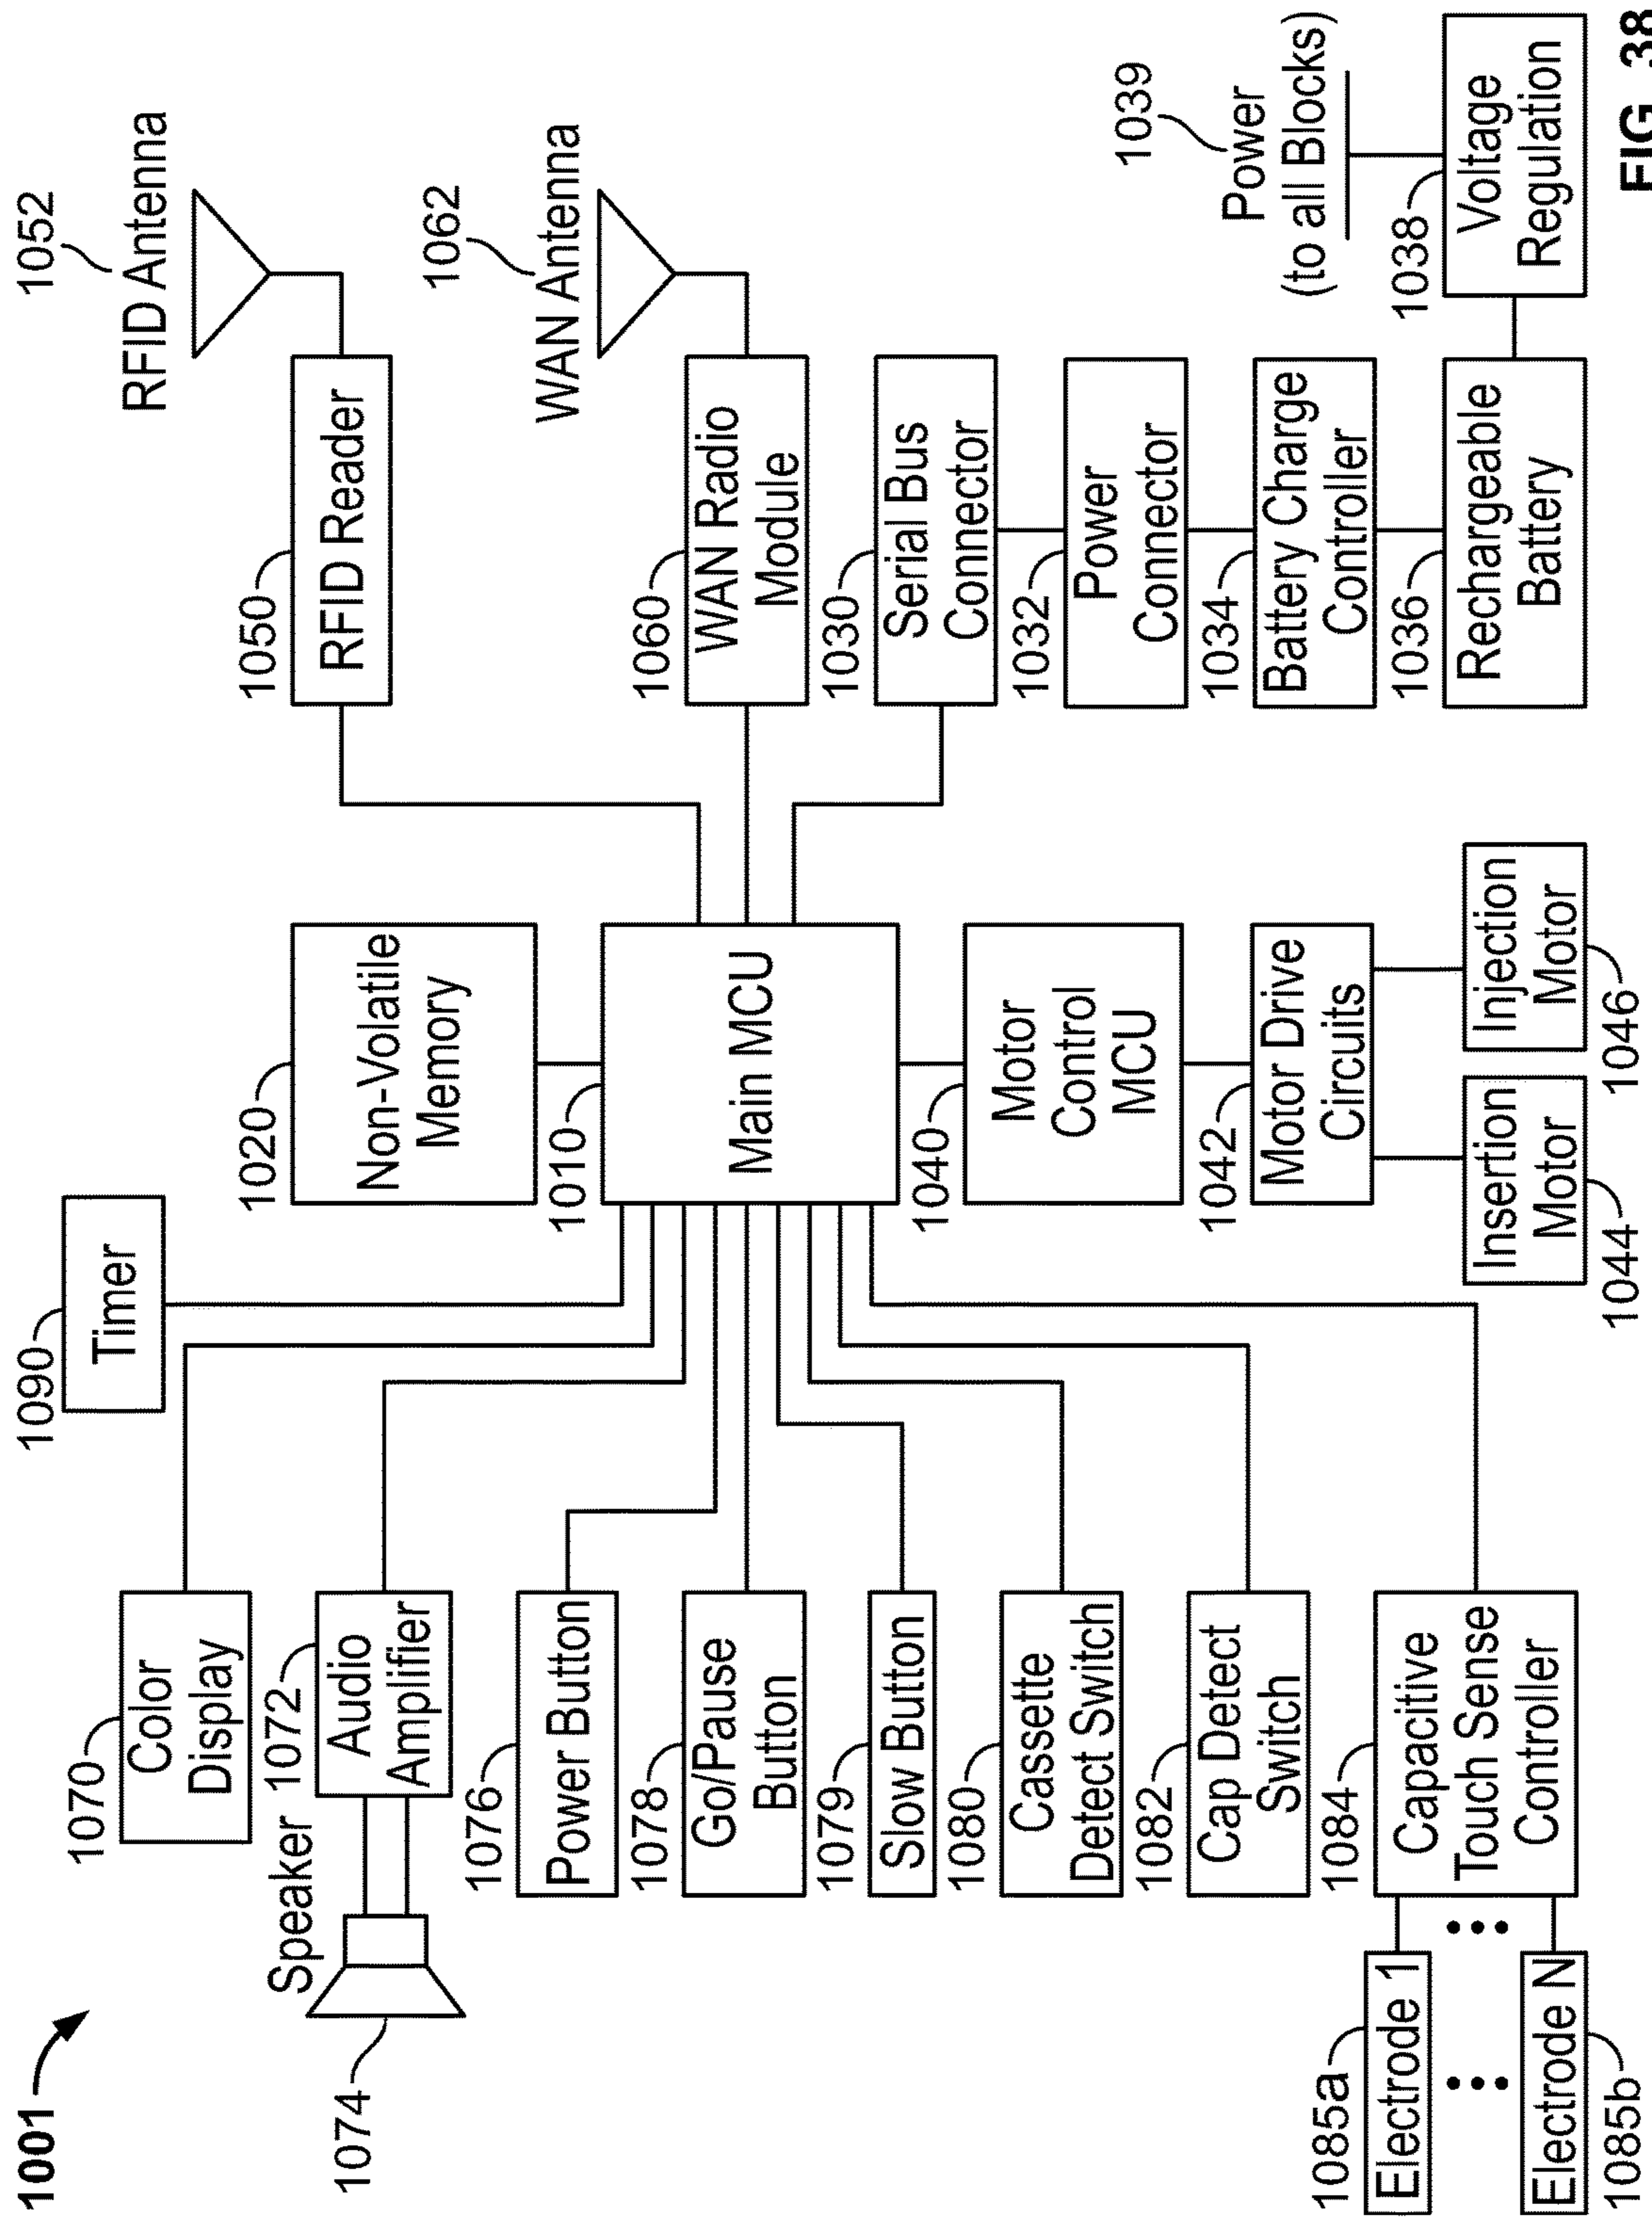 1001
1090
Timer
1070
Color
Display
Speaker
1074
1072
Audio
Amplifier
1076
Power Button
1078
Go/Pause
Button
1079
Slow Button
1080
Cassette
Detect Switch
1082
Cap Detect
Switch
1084
Capacitive
Touch Sense
Controller
1085a
Electrode 1
Electrode N
1085b
1020
Non-Volatile
Memory
1010
Main MCU
1040
Motor
Control
MCU
1042
Motor Drive
Circuits
Insertion
Motor
1044
Injection
Motor
1046
1052
RFID Antenna
1050
RFID Reader
1062
WAN Antenna
1060
WAN Radio
Module
1030
Serial Bus
Connector
1032
Power
Connector
1034
Battery Charge
Controller
1036
Rechargeable
Battery
1039
Power
(to all Blocks)
1038
Voltage
Regulation
FIG. 38